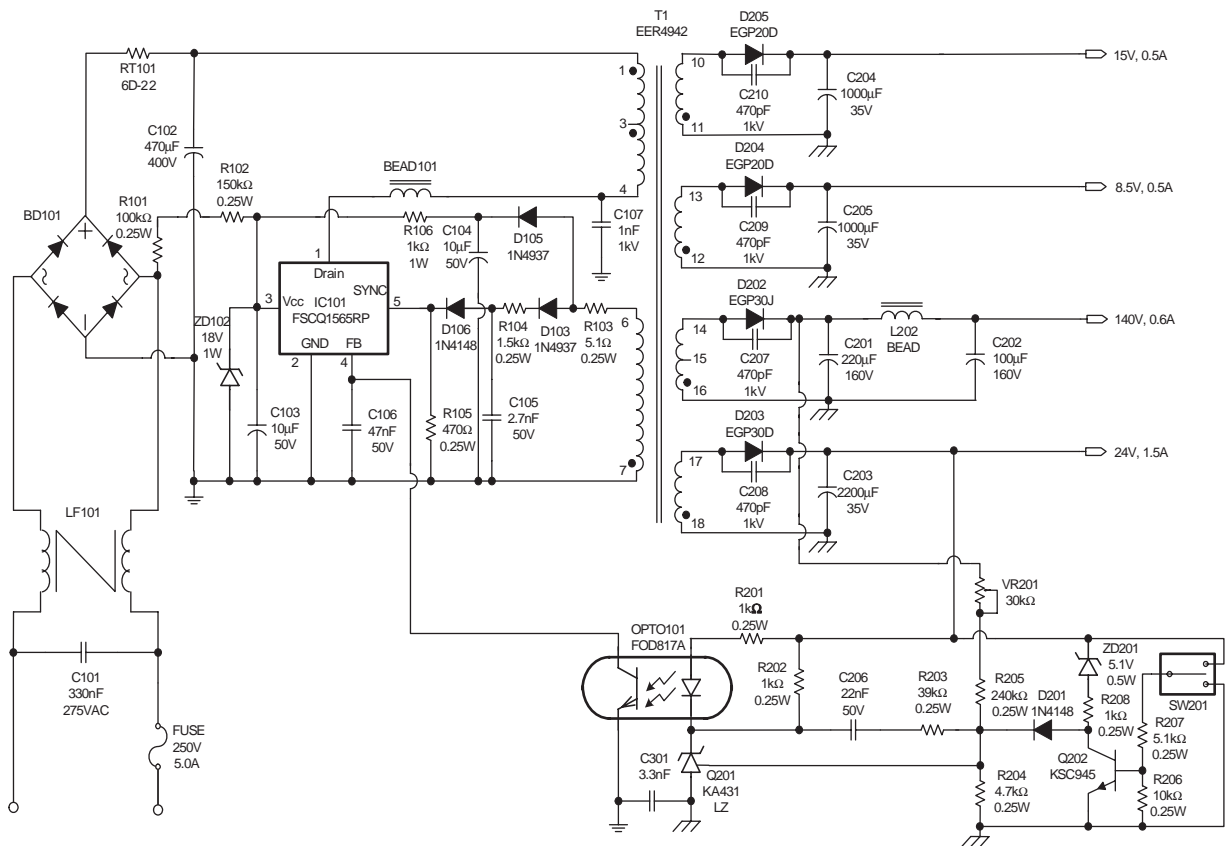 T1
EER4942
RT101
6D-22
C102
470μF
400V
R101
100kΩ
0.25W
R102
150kΩ
0.25W
BD101
BEAD101
1
3
4
C107
1nF
1kV
R106
1kΩ
1W
C104
10μF
50V
D105
1N4937
1
Drain
SYNC
3
Vcc
IC101
FSCQ1565RP
5
GND
FB
2
4
ZD102
18V
1W
D106
1N4148
R104
1.5kΩ
0.25W
D103
1N4937
R103
5.1Ω
0.25W
6
7
C103
10μF
50V
C106
47nF
50V
R105
470Ω
0.25W
C105
2.7nF
50V
LF101
C101
330nF
275VAC
FUSE
250V
5.0A
D205
EGP20D
10
11
C210
470pF
1kV
C204
1000μF
35V
15V, 0.5A
D204
EGP20D
13
12
C209
470pF
1kV
C205
1000μF
35V
8.5V, 0.5A
D202
EGP30J
14
15
16
C207
470pF
1kV
C201
220μF
160V
L202
BEAD
C202
100μF
160V
140V, 0.6A
D203
EGP30D
17
18
C208
470pF
1kV
C203
2200μF
35V
24V, 1.5A
VR201
30kΩ
OPTO101
FOD817A
R201
1kΩ
0.25W
R202
1kΩ
0.25W
C206
22nF
50V
R203
39kΩ
0.25W
R205
240kΩ
0.25W
D201
1N4148
ZD201
5.1V
0.5W
R208
1kΩ
0.25W
SW201
R207
5.1kΩ
0.25W
Q202
KSC945
R206
10kΩ
0.25W
R204
4.7kΩ
0.25W
C301
3.3nF
Q201
KA431
LZ